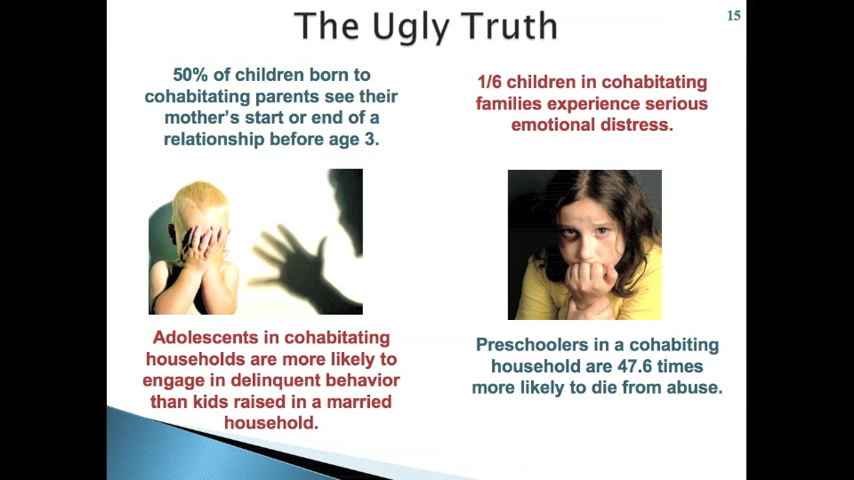 The Ugly Truth
15
50% of children born to
cohabitating parents see their
mother's start or end of a
relationship before age 3.
1/6 children in cohabitating
families experience serious
emotional distress.
Adolescents in cohabitating
households are more likely to
engage in delinquent behavior
than kids raised in a married
household.
Preschoolers in a cohabiting
household are 47.6 times
more likely to die from abuse.